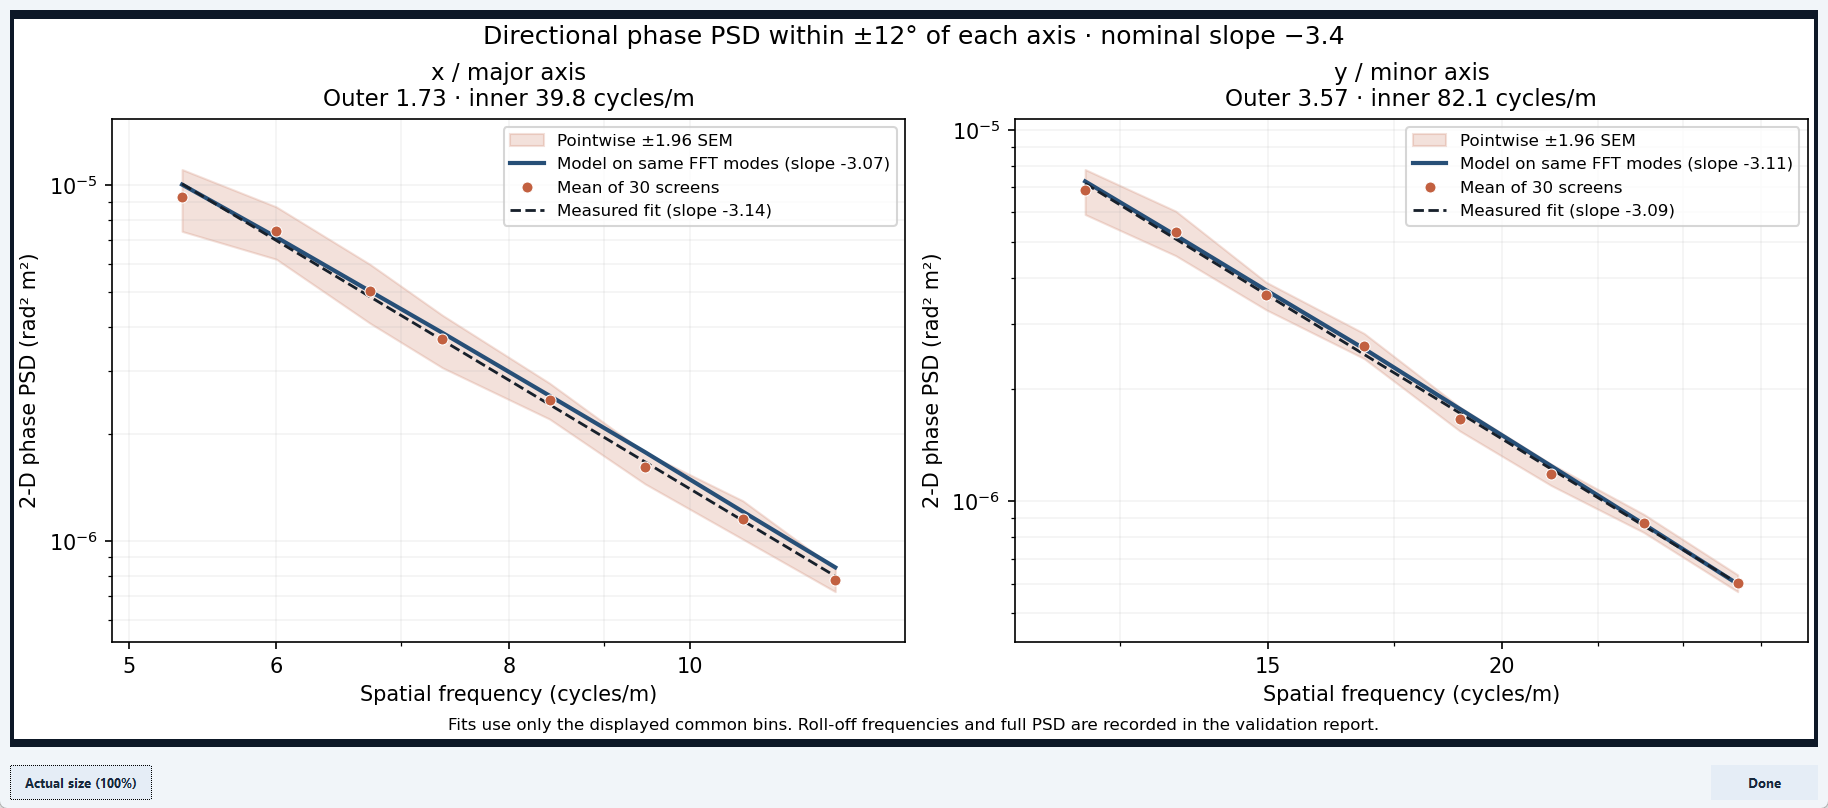 Directional phase PSD within ±12° of each axis · nominal slope −3.4
x / major axis
Outer 1.73 · inner 39.8 cycles/m
Pointwise ±1.96 SEM
Model on same FFT modes (slope -3.07)
Mean of 30 screens
Measured fit (slope -3.14)
2-D phase PSD (rad² m²)
10⁻⁵
10⁻⁶
5 6 8 10
Spatial frequency (cycles/m)
y / minor axis
Outer 3.57 · inner 82.1 cycles/m
Pointwise ±1.96 SEM
Model on same FFT modes (slope -3.11)
Mean of 30 screens
Measured fit (slope -3.09)
2-D phase PSD (rad² m²)
10⁻⁵
10⁻⁶
15 20
Spatial frequency (cycles/m)
Fits use only the displayed common bins. Roll-off frequencies and full PSD are recorded in the validation report.
Actual size (100%)
Done